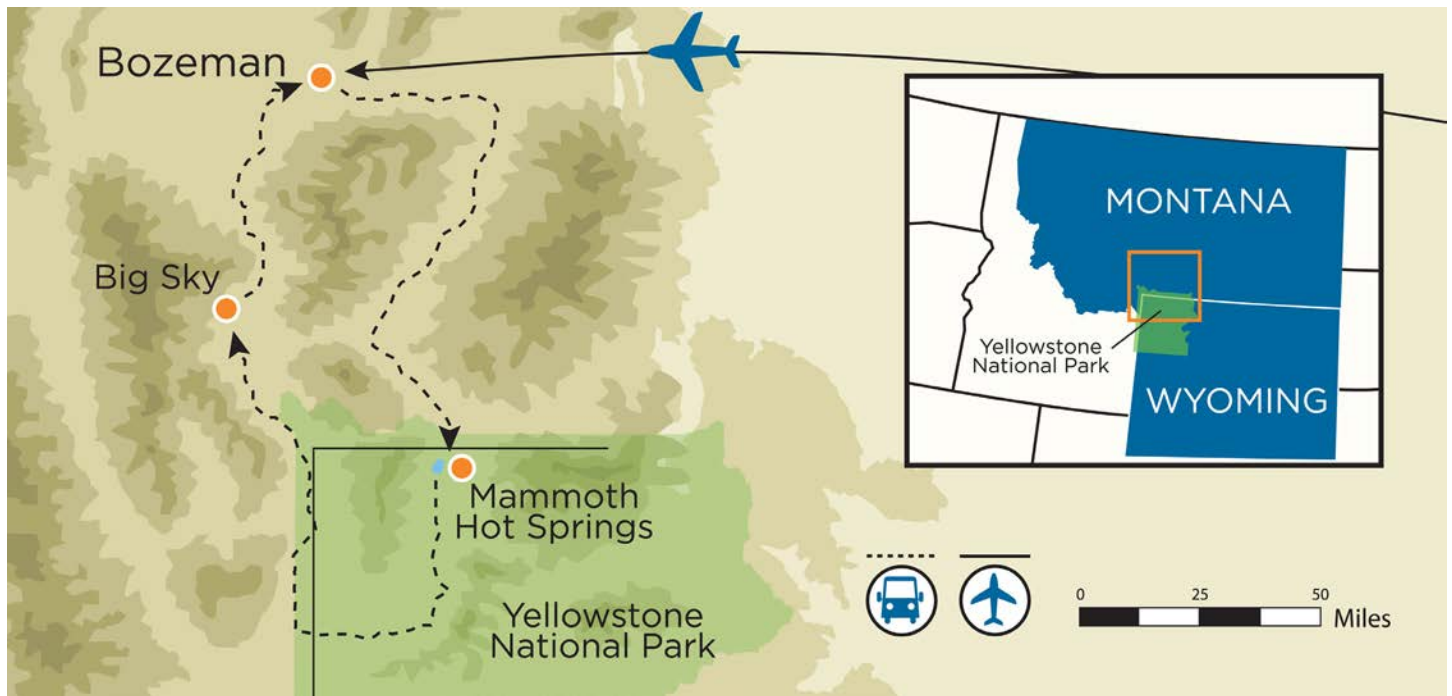 Bozeman
Big Sky
Mammoth
Hot Springs
Yellowstone
National Park
MONTANA
Yellowstone
National Park
WYOMING
0 25 50
Miles